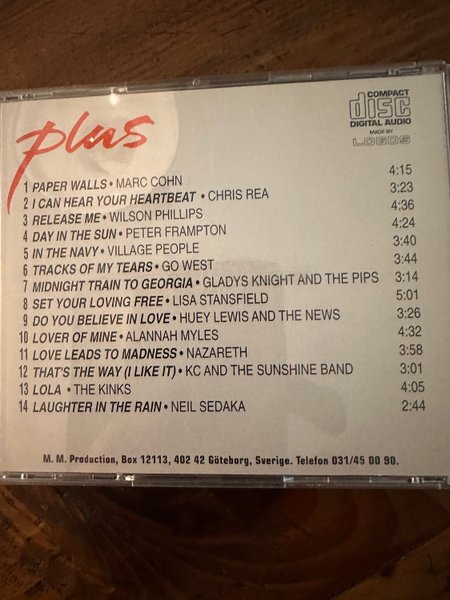 plus
COMPACT
disc
DIGITAL AUDIO
MADE BY
LOGOS
1 PAPER WALLS • MARC COHN 4:15
2 I CAN HEAR YOUR HEARTBEAT • CHRIS REA 3:23
3 RELEASE ME • WILSON PHILLIPS 4:36
4 DAY IN THE SUN • PETER FRAMPTON 4:24
5 IN THE NAVY • VILLAGE PEOPLE 3:40
6 TRACKS OF MY TEARS • GO WEST 3:44
7 MIDNIGHT TRAIN TO GEORGIA • GLADYS KNIGHT AND THE PIPS 3:14
8 SET YOUR LOVING FREE • LISA STANSFIELD 5:01
9 DO YOU BELIEVE IN LOVE • HUEY LEWIS AND THE NEWS 3:26
10 LOVER OF MINE • ALANNAH MYLES 4:32
11 LOVE LEADS TO MADNESS • NAZARETH 3:58
12 THAT'S THE WAY (I LIKE IT) • KC AND THE SUNSHINE BAND 3:01
13 LOLA • THE KINKS 4:05
14 LAUGHTER IN THE RAIN • NEIL SEDAKA 2:44
M. M. Production, Box 12113, 402 42 Göteborg, Sverige. Telefon 031/45 00 90.